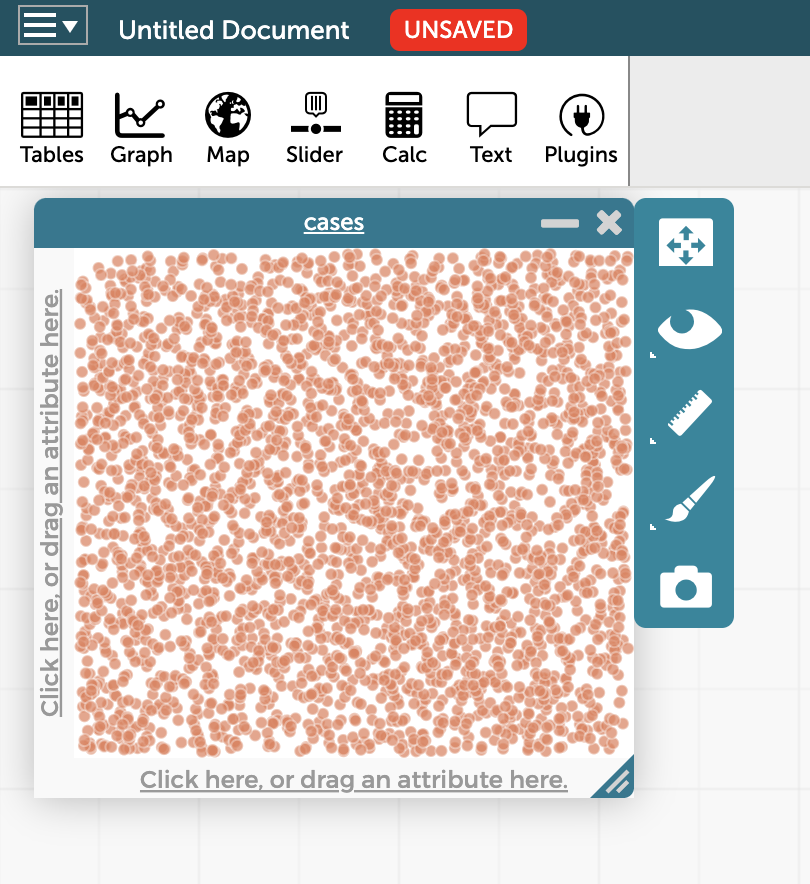 Untitled Document
UNSAVED
Tables
Graph
Map
Slider
Calc
Text
Plugins
cases
Click here, or drag an attribute here.
Click here, or drag an attribute here.